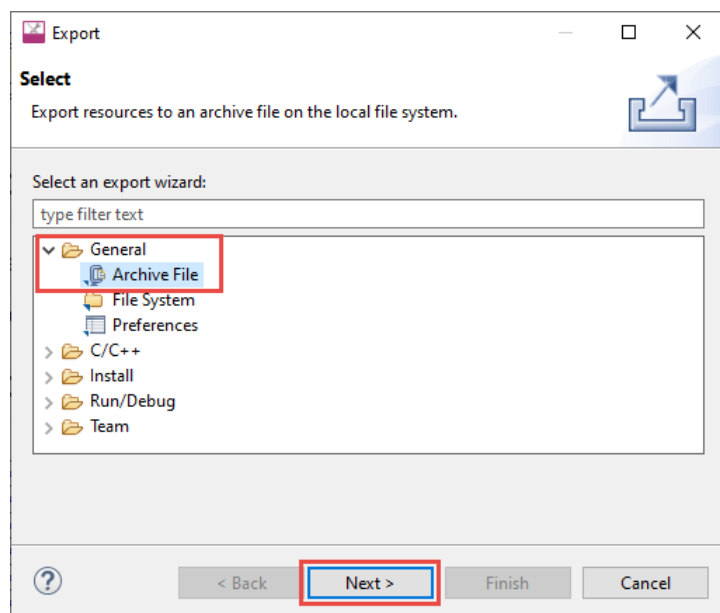 Export
Select
Export resources to an archive file on the local file system.
Select an export wizard:
type filter text
General
Archive File
File System
Preferences
C/C++
Install
Run/Debug
Team
? < Back Next > Finish Cancel